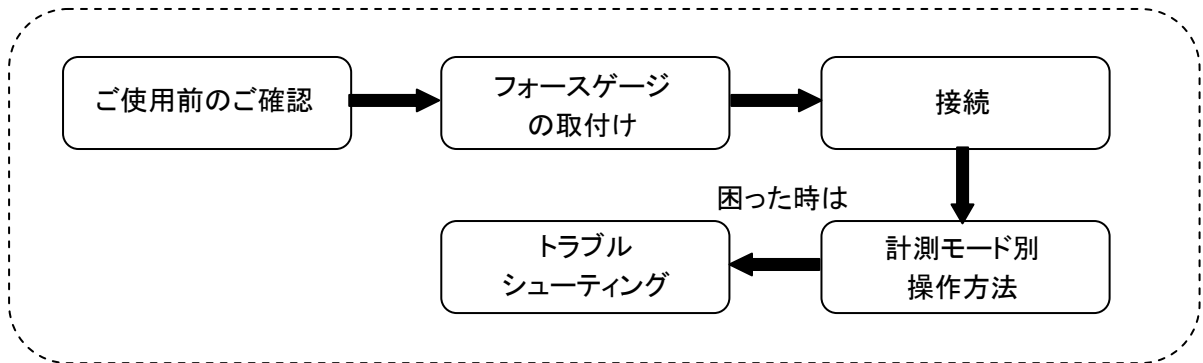 ご使用前のご確認
フォースゲージ
の取付け
接続
困った時は
計測モード別
操作方法
トラブル
シューティング